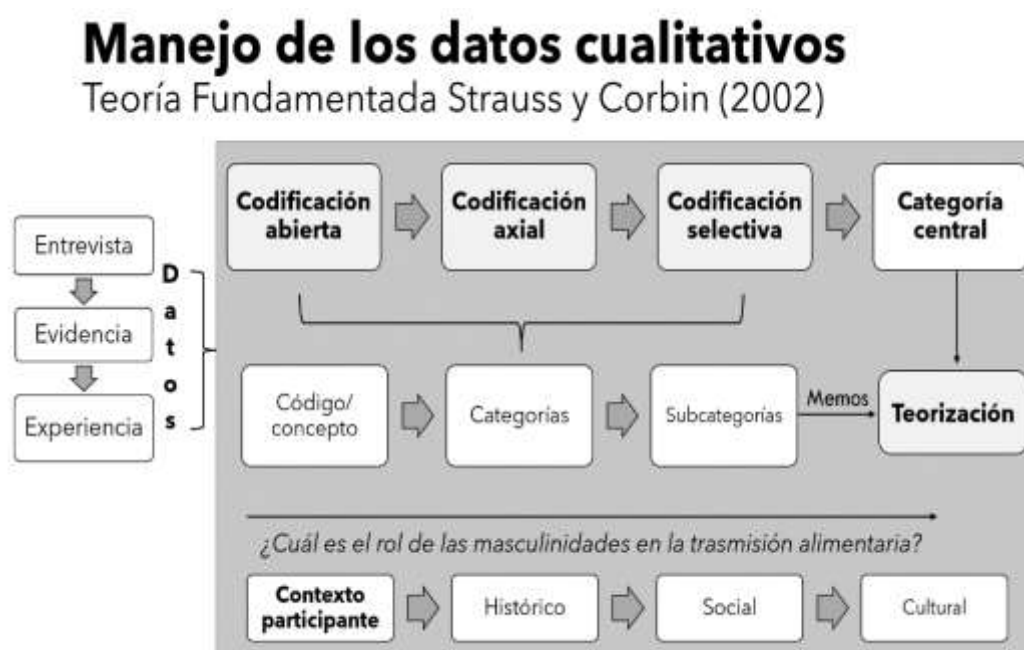 Manejo de los datos cualitativos
Teoría Fundamentada Strauss y Corbin (2002)
Entrevista
Evidencia
Experiencia
Datos
Codificación
abierta
Codificación
axial
Codificación
selectiva
Categoría
central
Código/
concepto
Categorías
Subcategorías
Memos
Teorización
¿Cuál es el rol de las masculinidades en la trasmisión alimentaria?
Contexto
participante
Histórico
Social
Cultural